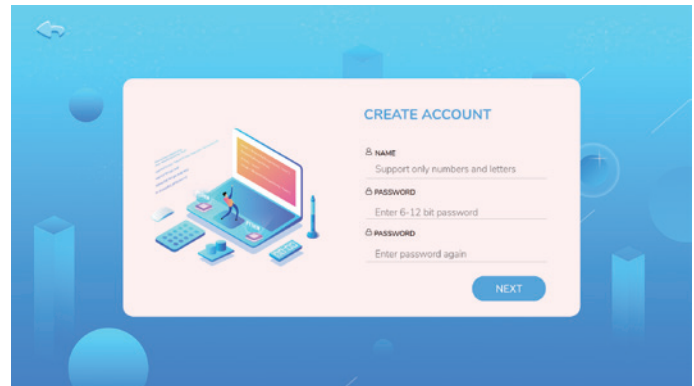 CREATE ACCOUNT
NAME
Support only numbers and letters
PASSWORD
Enter 6-12 bit password
PASSWORD
Enter password again
NEXT